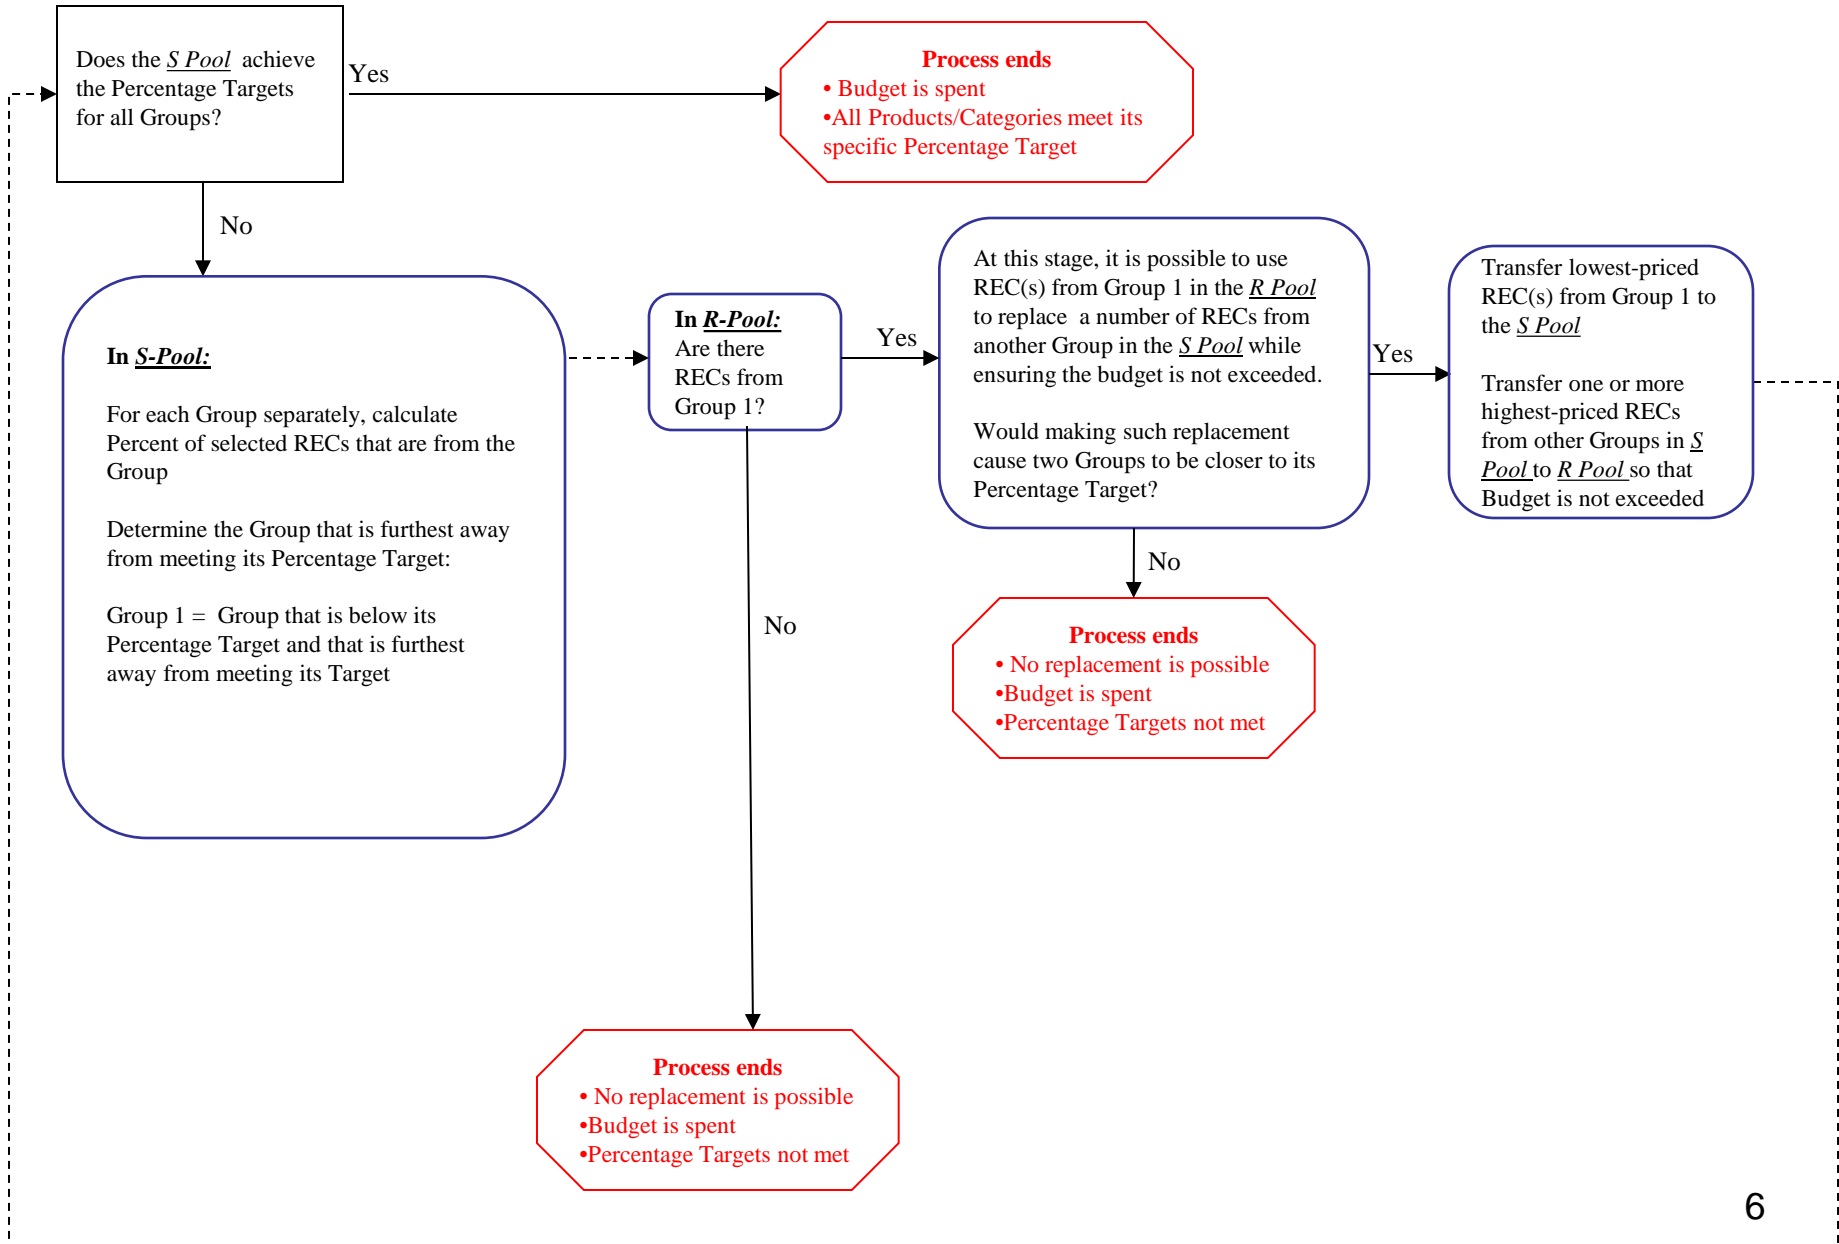 Does the S Pool achieve
the Percentage Targets
for all Groups?
Yes
Process ends
• Budget is spent
•All Products/Categories meet its
specific Percentage Target
No
In S-Pool:
For each Group separately, calculate
Percent of selected RECs that are from the
Group
Determine the Group that is furthest away
from meeting its Percentage Target:
Group 1 = Group that is below its
Percentage Target and that is furthest
away from meeting its Target
In R-Pool:
Are there
RECs from
Group 1?
Yes
No
At this stage, it is possible to use
REC(s) from Group 1 in the R Pool
to replace a number of RECs from
another Group in the S Pool while
ensuring the budget is not exceeded.
Would making such replacement
cause two Groups to be closer to its
Percentage Target?
Yes
No
Transfer lowest-priced
REC(s) from Group 1 to
the S Pool
Transfer one or more
highest-priced RECs
from other Groups in S
Pool to R Pool so that
Budget is not exceeded
Process ends
• No replacement is possible
•Budget is spent
•Percentage Targets not met
Process ends
• No replacement is possible
•Budget is spent
•Percentage Targets not met
6